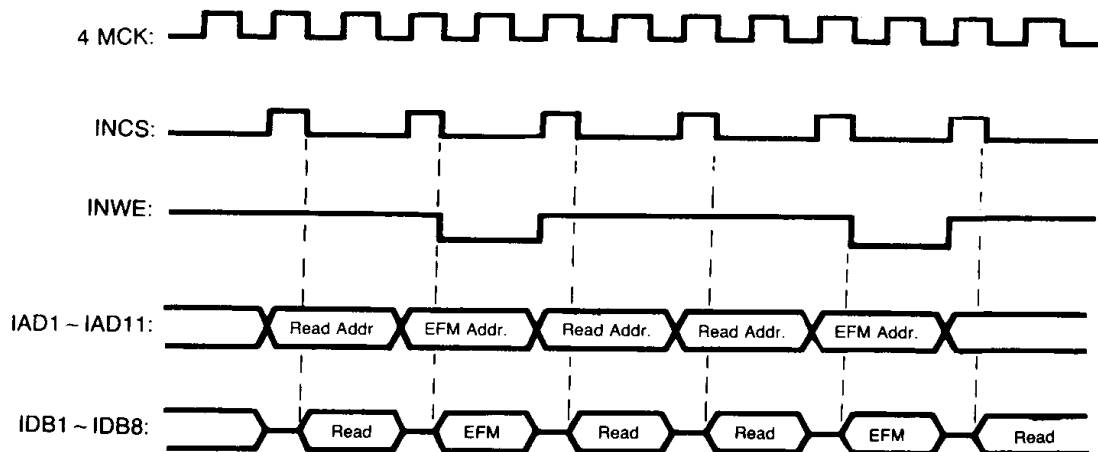 4 MCK:
INCS:
INWE:
IAD1 ~ IAD11: Read Addr EFM Addr. Read Addr. Read Addr. EFM Addr.
IDB1 ~ IDB8: Read EFM Read Read EFM Read